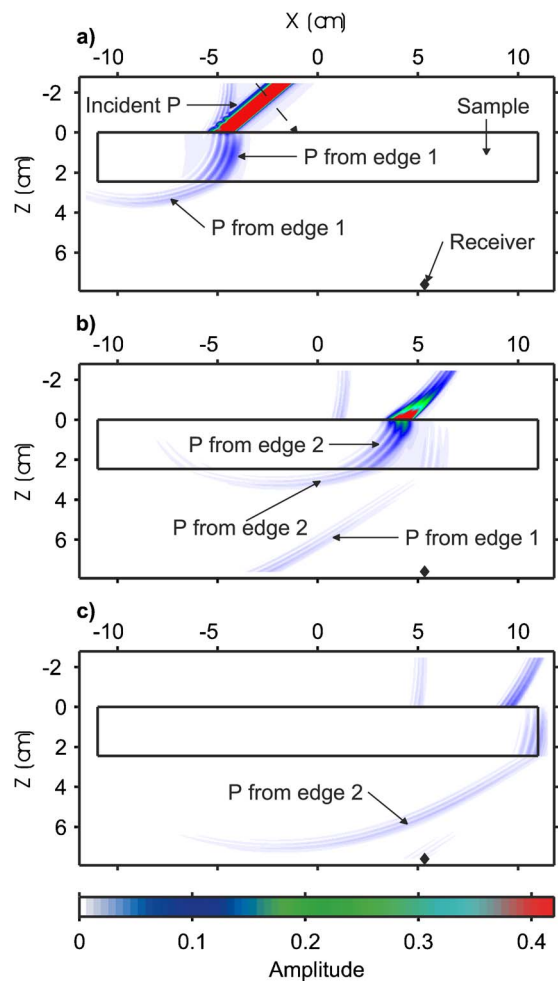 X (cm)
a)
-10 -5 0 5 10
-2
0
2
4
6
Z (cm)
Incident P
Sample
P from edge 1
P from edge 1
Receiver
b)
-10 -5 0 5 10
-2
0
2
4
6
Z (cm)
P from edge 2
P from edge 2
P from edge 1
c)
-10 -5 0 5 10
-2
0
2
4
6
Z (cm)
P from edge 2
0 0.1 0.2 0.3 0.4
Amplitude